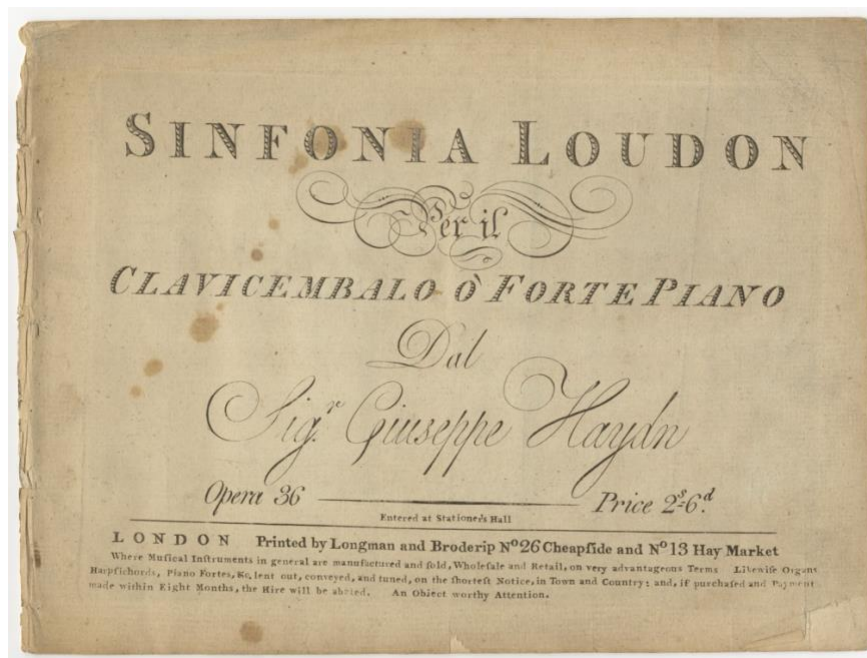 SINFONIA LOUDON
Per il
CLAVICEMBALO Ò FORTE PIANO
Dal
Sigr. Giuseppe Haydn
Opera 36 Price 2s=6d.
Entered at Stationer's Hall
LONDON Printed by Longman and Broderip No 26 Cheapſide and No 13 Hay Market
Where Muſical Inſtruments in general are manufactured and ſold, Wholeſale and Retail, on very advantageous Terms Likewiſe Organs
Harpſichords, Piano Fortes, &c. lent out, conveyed, and tuned, on the ſhorteſt Notice, in Town and Country: and, if purchaſed and Payment
made within Eight Months, the Hire will be abated. An Object worthy Attention.